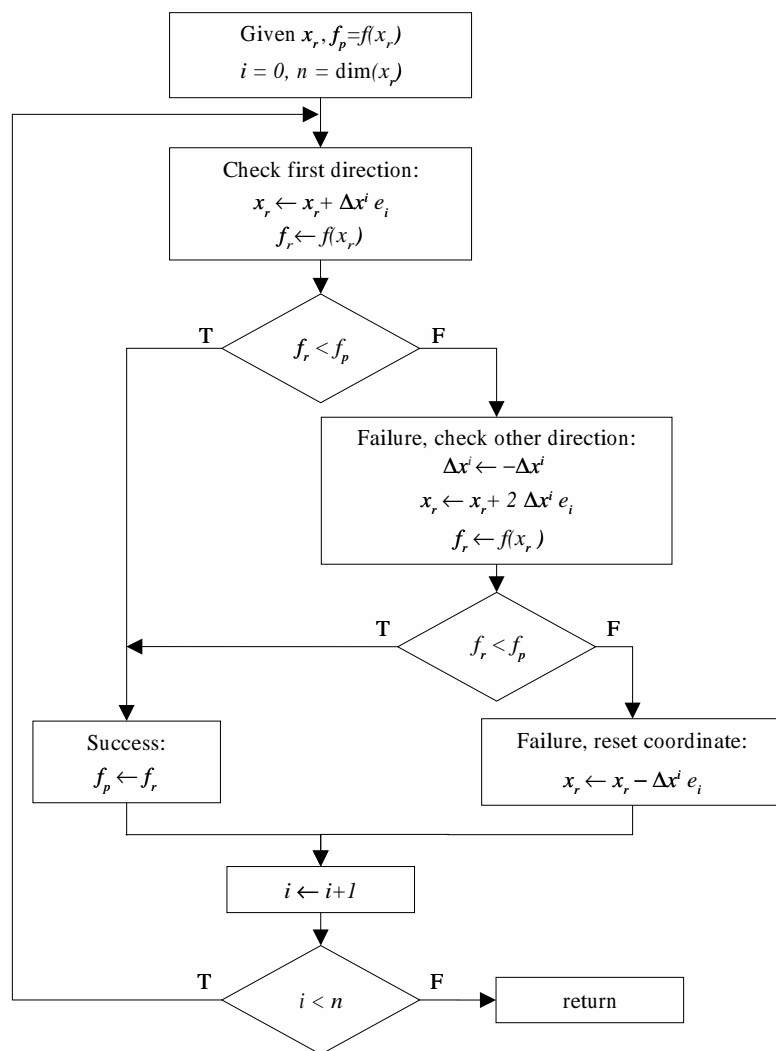 Given x_r, f_p=f(x_r)
i = 0, n = dim(x_r)
Check first direction:
x_r ← x_r + Δx^i e_i
f_r ← f(x_r)
T
f_r < f_p
F
Failure, check other direction:
Δx^i ← −Δx^i
x_r ← x_r + 2 Δx^i e_i
f_r ← f(x_r )
T
f_r < f_p
F
Success:
f_p ← f_r
Failure, reset coordinate:
x_r ← x_r − Δx^i e_i
i ← i+1
T
i < n
F
return